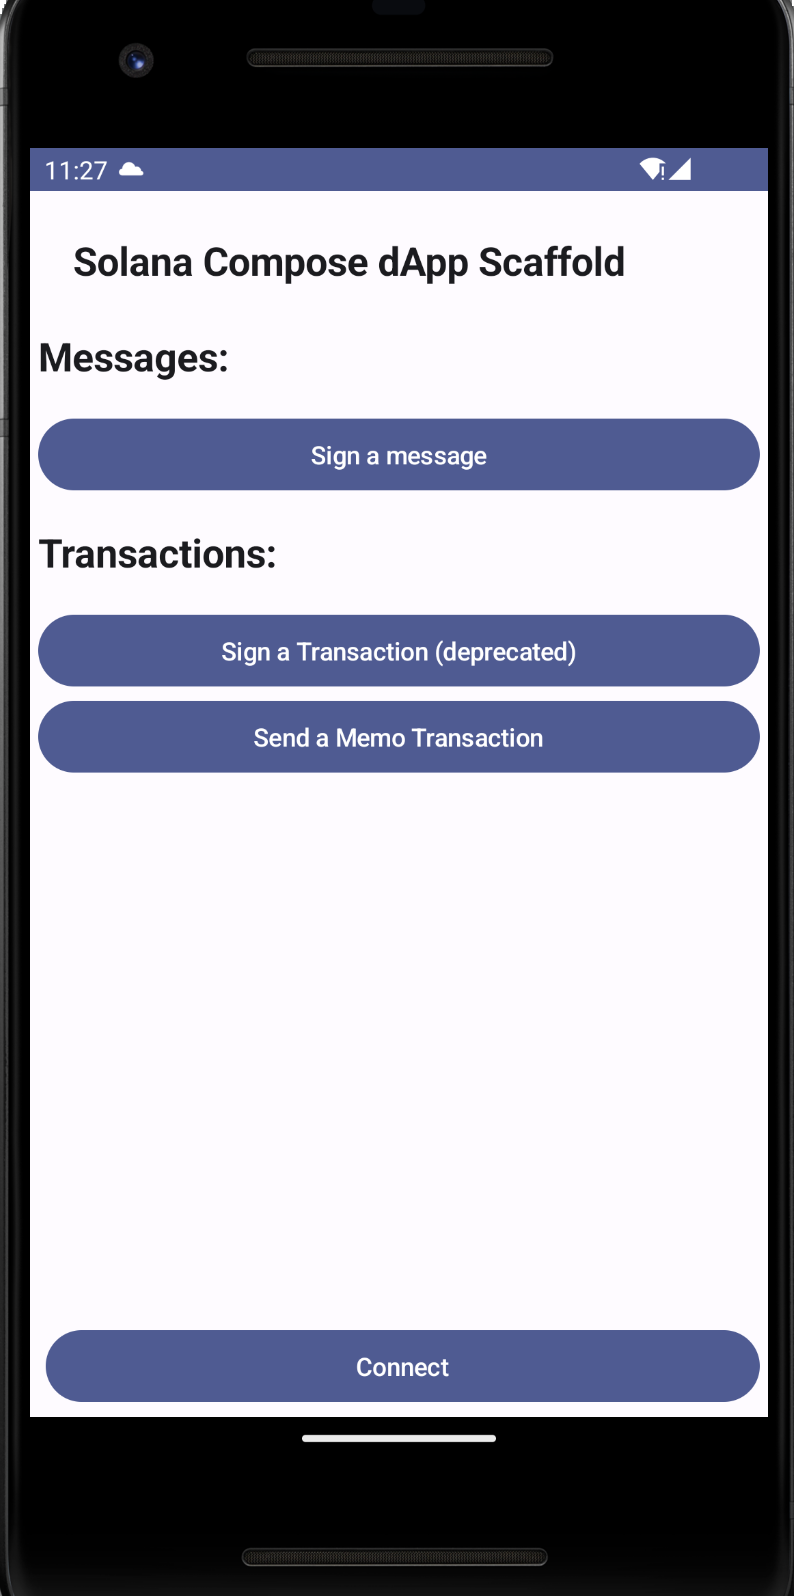 11:27
Solana Compose dApp Scaffold
Messages:
Sign a message
Transactions:
Sign a Transaction (deprecated)
Send a Memo Transaction
Connect